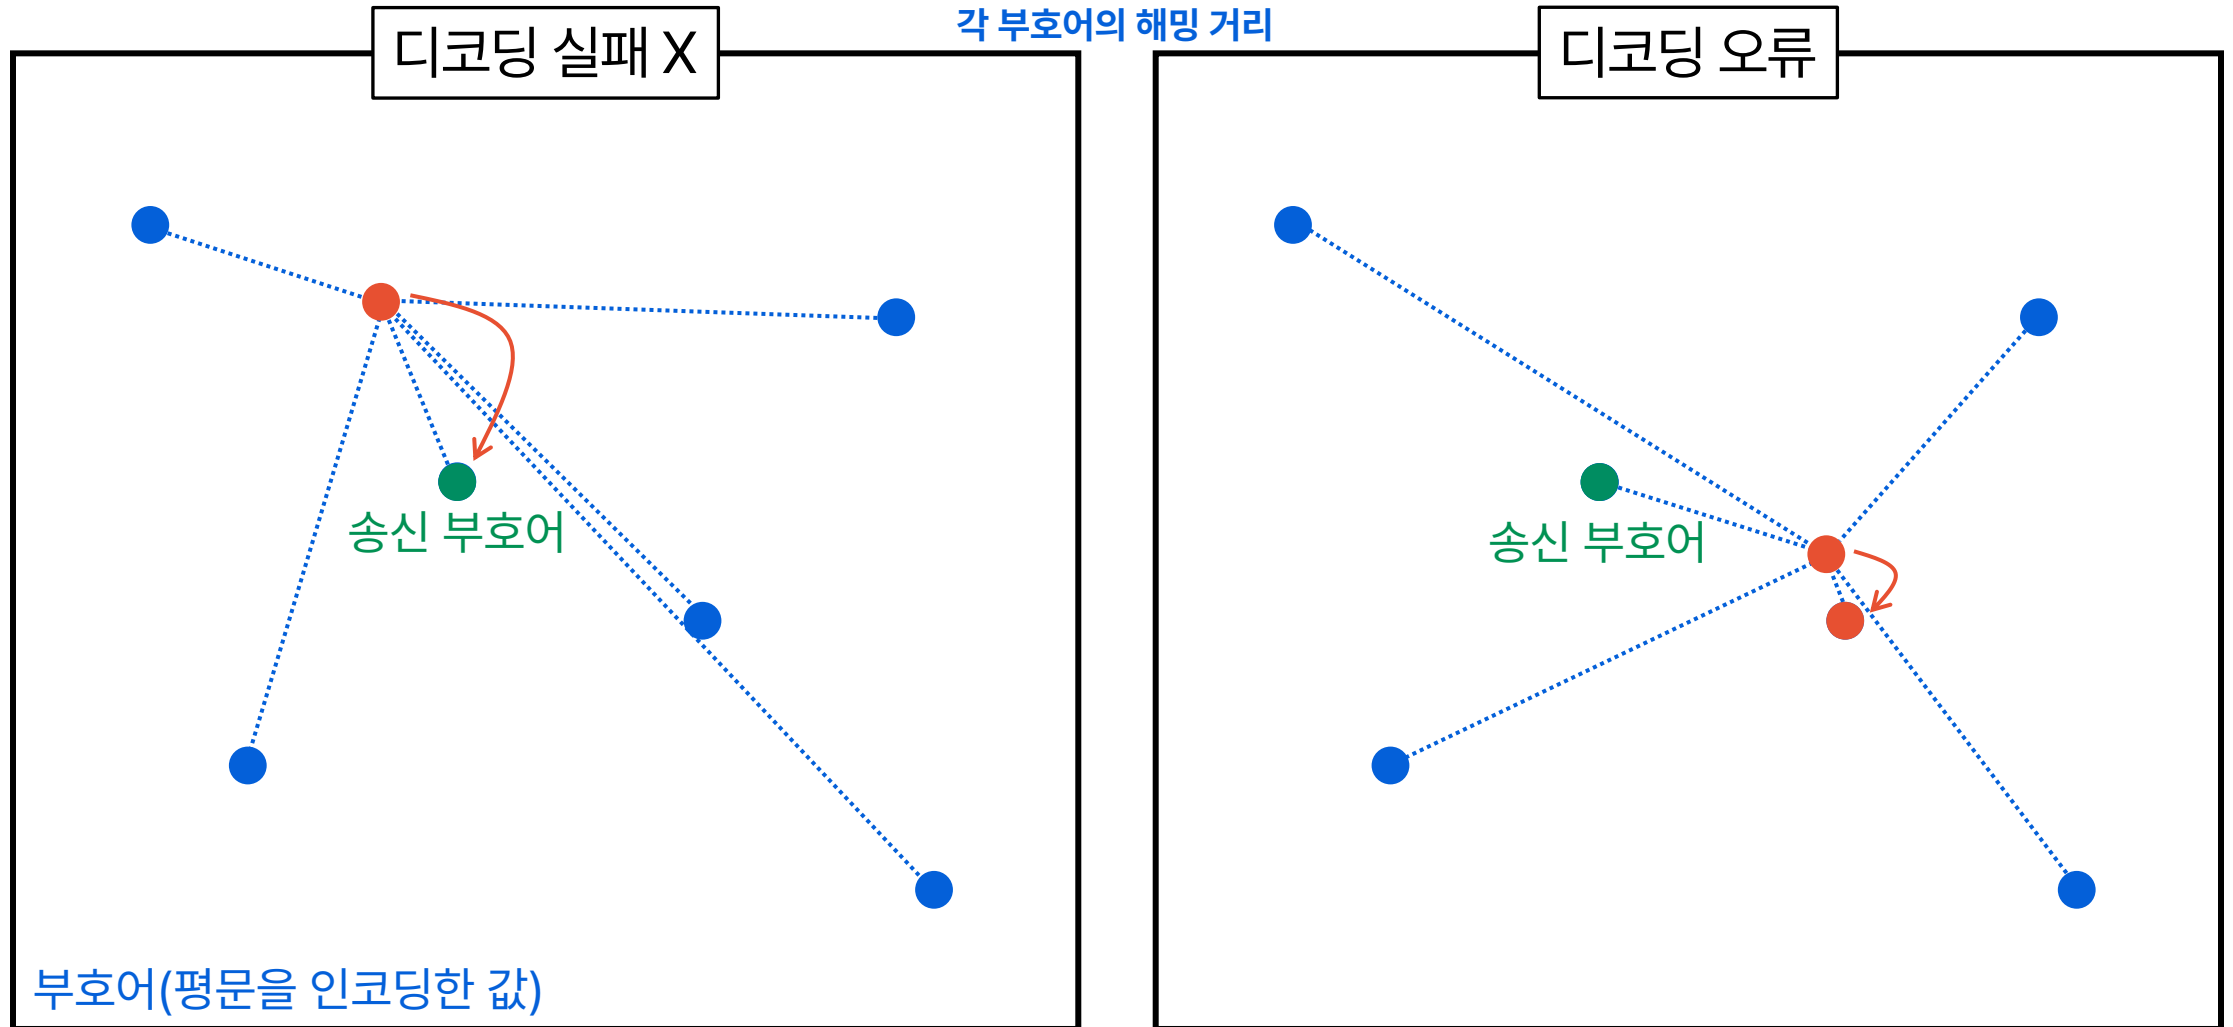 각 부호어의 해밍 거리
디코딩 실패 X
디코딩 오류
송신 부호어
송신 부호어
부호어(평문을 인코딩한 값)